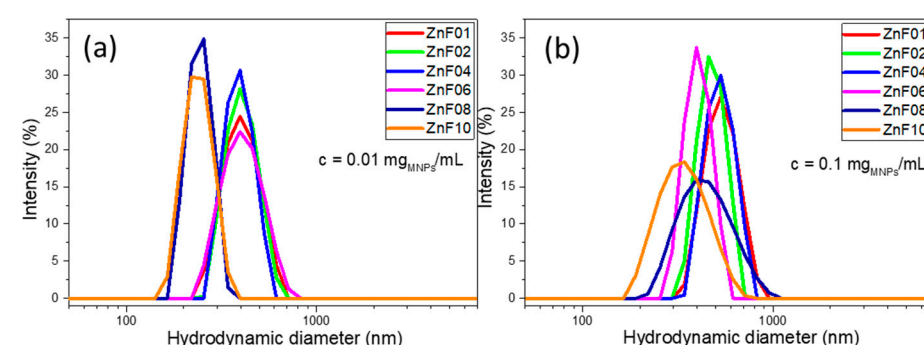 (a)
Intensity (%)
35
30
25
20
15
10
5
0
100
1000
Hydrodynamic diameter (nm)
ZnF01
ZnF02
ZnF04
ZnF06
ZnF08
ZnF10
c = 0.01 mgMNPs/mL
(b)
Intensity (%)
35
30
25
20
15
10
5
0
100
1000
Hydrodynamic diameter (nm)
ZnF01
ZnF02
ZnF04
ZnF06
ZnF08
ZnF10
c = 0.1 mgMNPs/mL